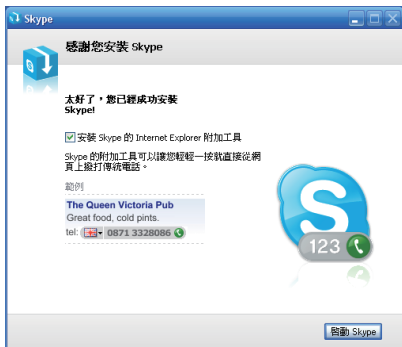 Skype
感謝您安裝 Skype
太好了，您已經成功安裝
Skype!
安裝 Skype 的 Internet Explorer 附加工具
Skype 的附加工具可以讓您輕輕一按就直接從網
頁上撥打傳統電話。
範例
The Queen Victoria Pub
Great food, cold pints.
tel: 0871 3328086
S
123
啟動 Skype